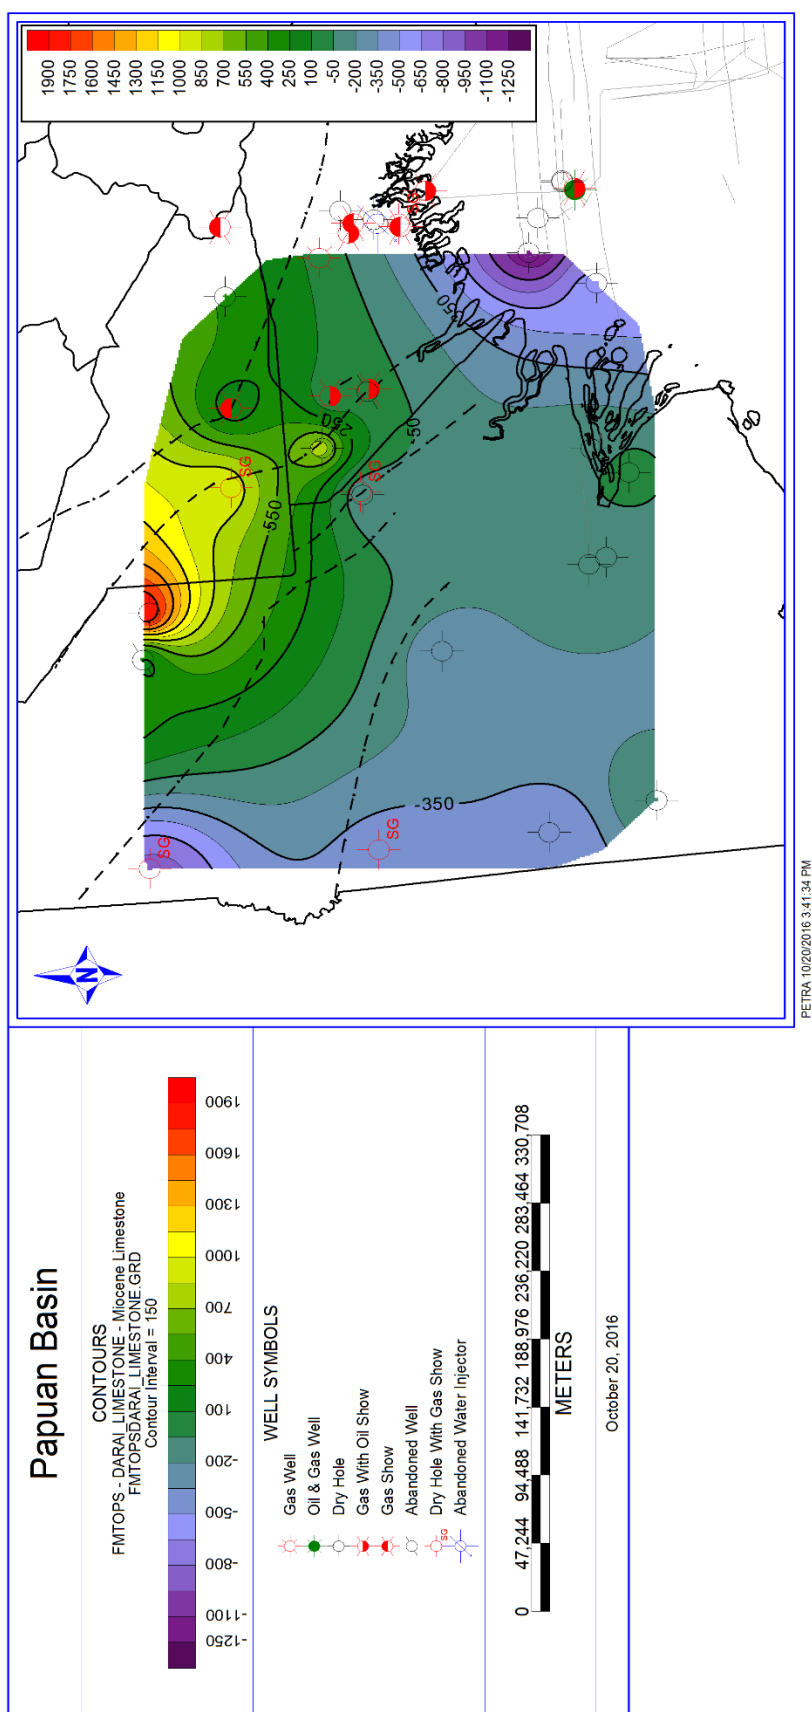 Papuan Basin
CONTOURS
FMTOPS - DARAI_LIMESTONE - Miocene Limestone
FMTOPSDARAI_LIMESTONE.GRD
Contour Interval = 150
-1250
-1100
-800
-500
-200
100
400
700
1000
1300
1600
1900
WELL SYMBOLS
Gas Well
Oil & Gas Well
Dry Hole
Gas With Oil Show
Gas Show
Abandoned Well
SG
Dry Hole With Gas Show
Abandoned Water Injector
0 47,244 94,488 141,732 188,976 236,220 283,464 330,708
METERS
October 20, 2016
N
1900
1750
1600
1450
1300
1150
1000
850
700
550
400
250
100
-50
-200
-350
-500
-650
-800
-950
-1100
-1250
SG
SG
SG
SG
SG
-350
550
250
-50
-350
PETRA 10/20/2016 3:41:34 PM